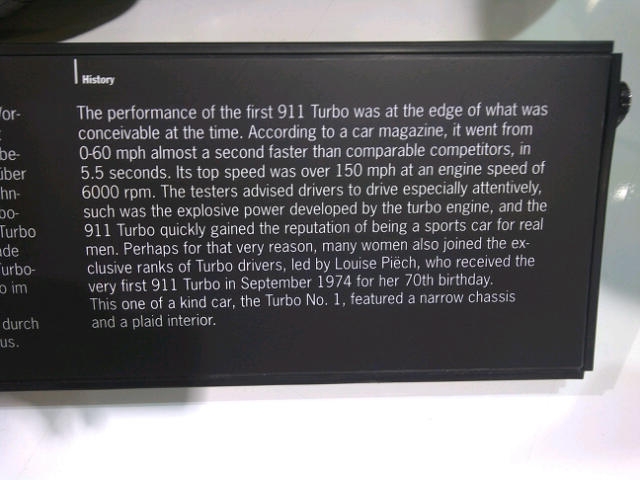 History
The performance of the first 911 Turbo was at the edge of what was
conceivable at the time. According to a car magazine, it went from
0-60 mph almost a second faster than comparable competitors, in
5.5 seconds. Its top speed was over 150 mph at an engine speed of
6000 rpm. The testers advised drivers to drive especially attentively,
such was the explosive power developed by the turbo engine, and the
911 Turbo quickly gained the reputation of being a sports car for real
men. Perhaps for that very reason, many women also joined the ex-
clusive ranks of Turbo drivers, led by Louise Piëch, who received the
very first 911 Turbo in September 1974 for her 70th birthday.
This one of a kind car, the Turbo No. 1, featured a narrow chassis
and a plaid interior.
be-
über
Turbo
im
durch
us.